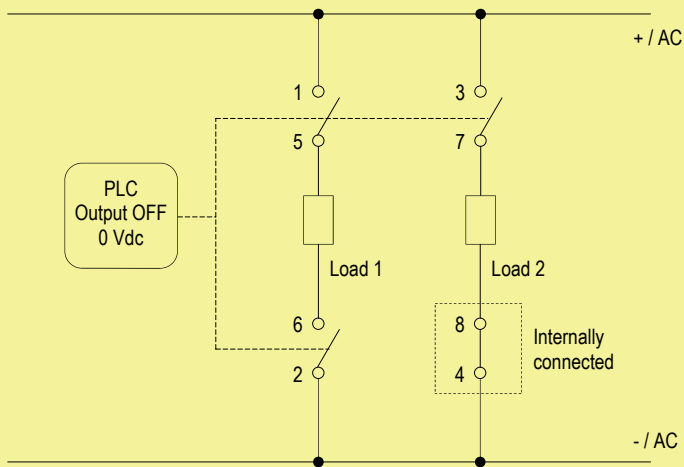 + / AC
1
3
5
7
PLC
Output OFF
0 Vdc
Load 1
Load 2
6
8
Internally
connected
2
4
- / AC